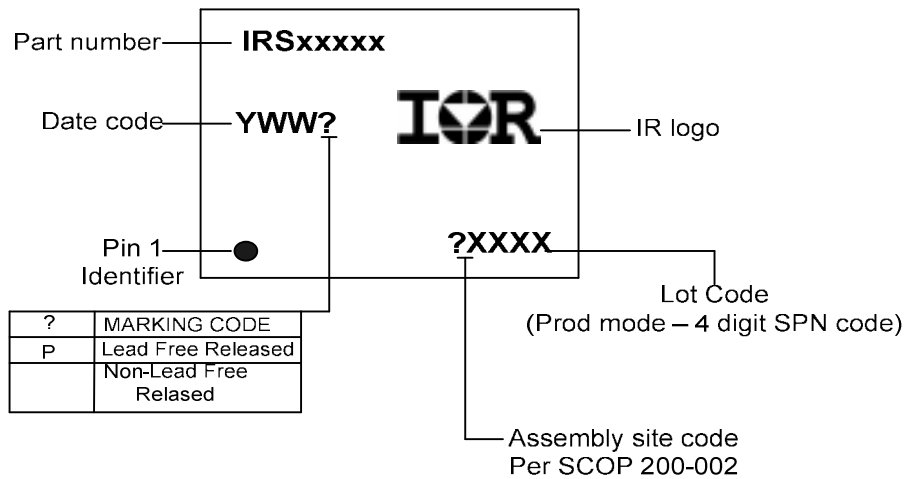 Part number
IRSxxxxx
Date code
YWW?
IOR
IR logo
Pin 1
Identifier
?XXXX
Lot Code
(Prod mode – 4 digit SPN code)
? MARKING CODE
P Lead Free Released
Non-Lead Free
Relased
Assembly site code
Per SCOP 200-002